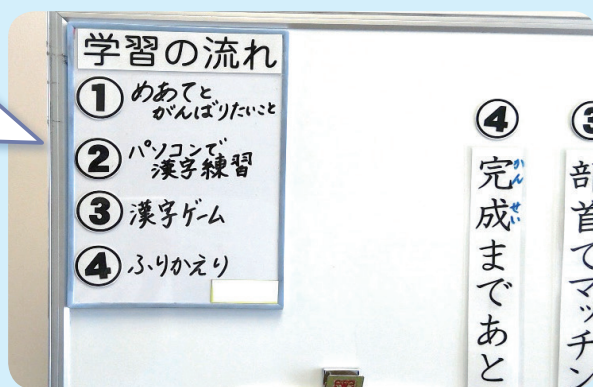 学習の流れ
①めあてと
がんばりたいこと
②パソコンで
漢字練習
③漢字ゲーム
④ふりかえり
③
部首でマッチン
④
完成まであと
かんせい